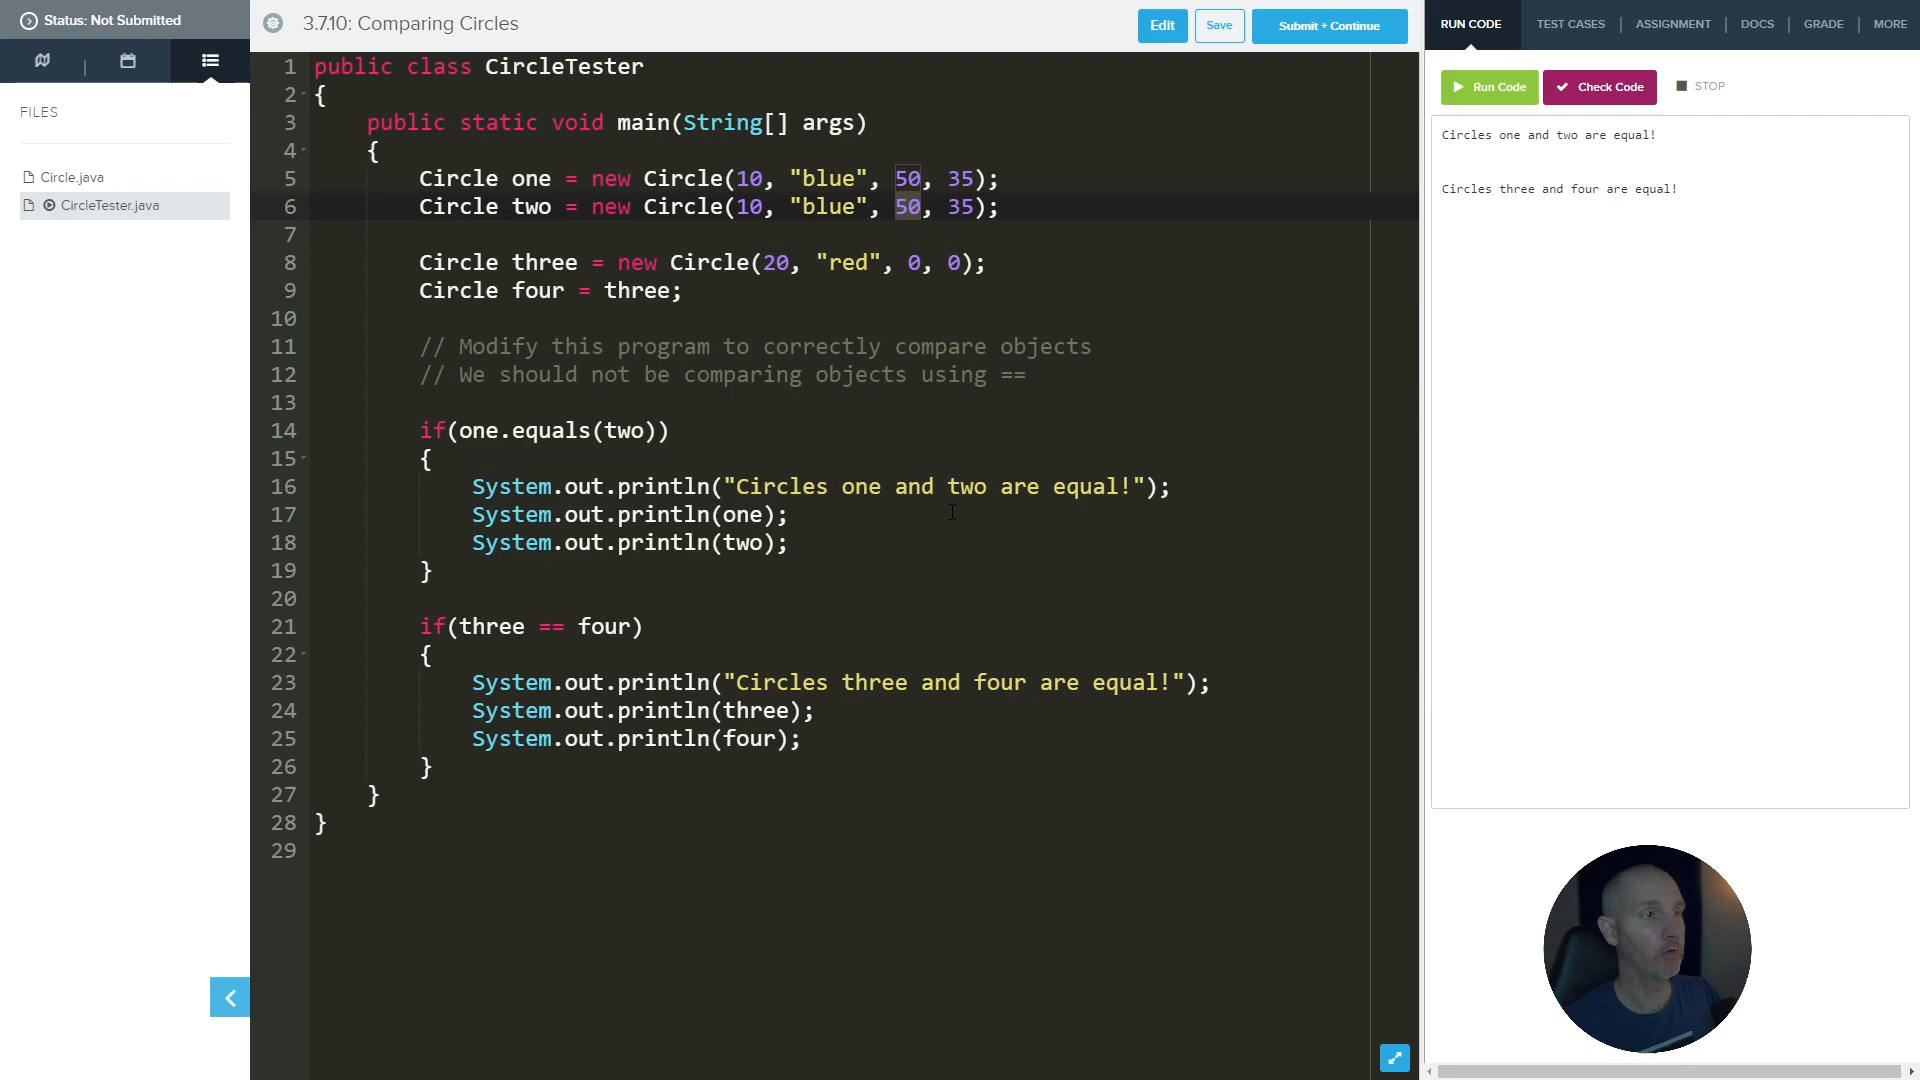 Status: Not Submitted
3.7.10: Comparing Circles
Edit
Save
Submit + Continue
RUN CODE
TEST CASES
ASSIGNMENT
DOCS
GRADE
MORE
FILES
Circle.java
CircleTester.java
1 public class CircleTester
2 {
3 public static void main(String[] args)
4 {
5 Circle one = new Circle(10, "blue", 50, 35);
6 Circle two = new Circle(10, "blue", 50, 35);
7
8 Circle three = new Circle(20, "red", 0, 0);
9 Circle four = three;
10
11 // Modify this program to correctly compare objects
12 // We should not be comparing objects using ==
13
14 if(one.equals(two))
15 {
16 System.out.println("Circles one and two are equal!");
17 System.out.println(one);
18 System.out.println(two);
19 }
20
21 if(three == four)
22 {
23 System.out.println("Circles three and four are equal!");
24 System.out.println(three);
25 System.out.println(four);
26 }
27 }
28 }
29
Run Code
Check Code
STOP
Circles one and two are equal!
Circles three and four are equal!